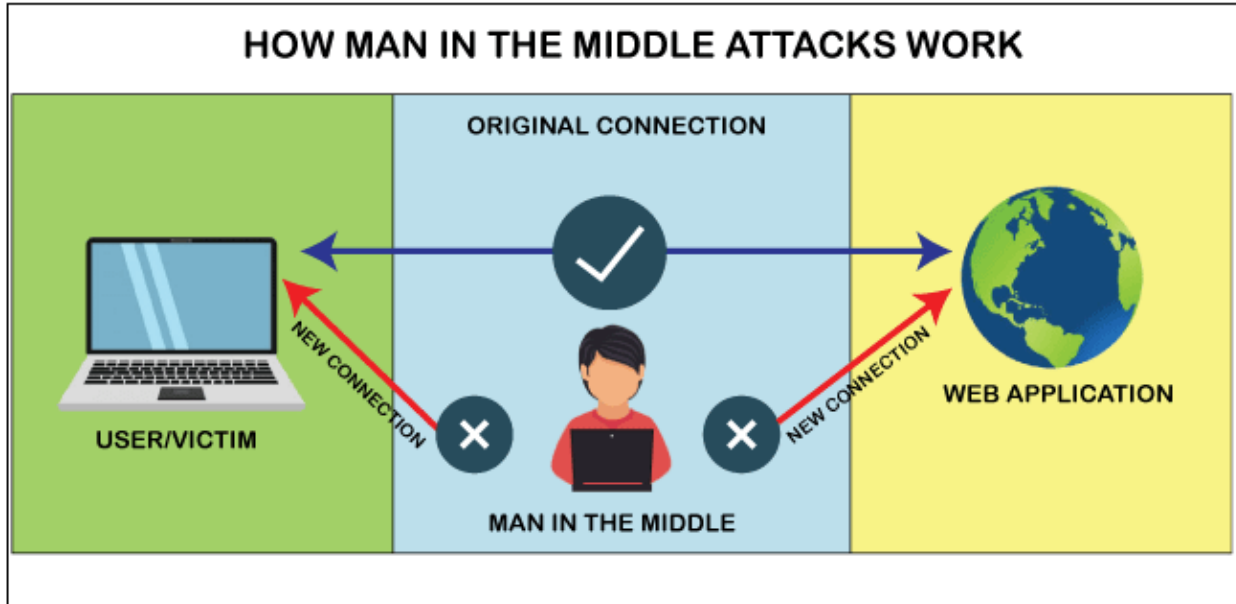 HOW MAN IN THE MIDDLE ATTACKS WORK
ORIGINAL CONNECTION
NEW CONNECTION
NEW CONNECTION
USER/VICTIM
WEB APPLICATION
MAN IN THE MIDDLE